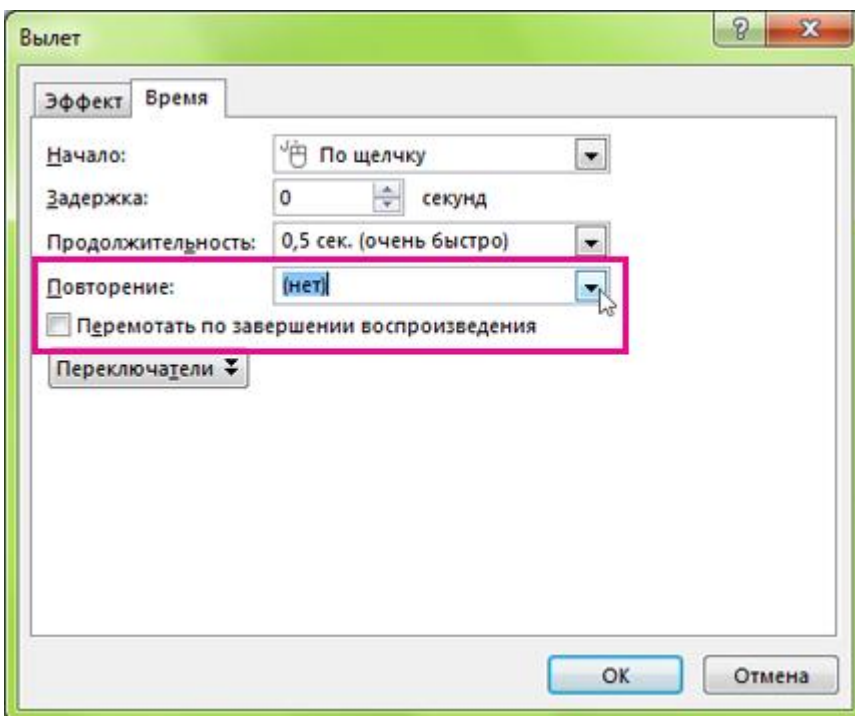 Вылет
Эффект Время
Начало: По щелчку
Задержка: 0 секунд
Продолжительность: 0,5 сек. (очень быстро)
Повторение: (нет)
Перемотать по завершении воспроизведения
Переключатели
ОК Отмена